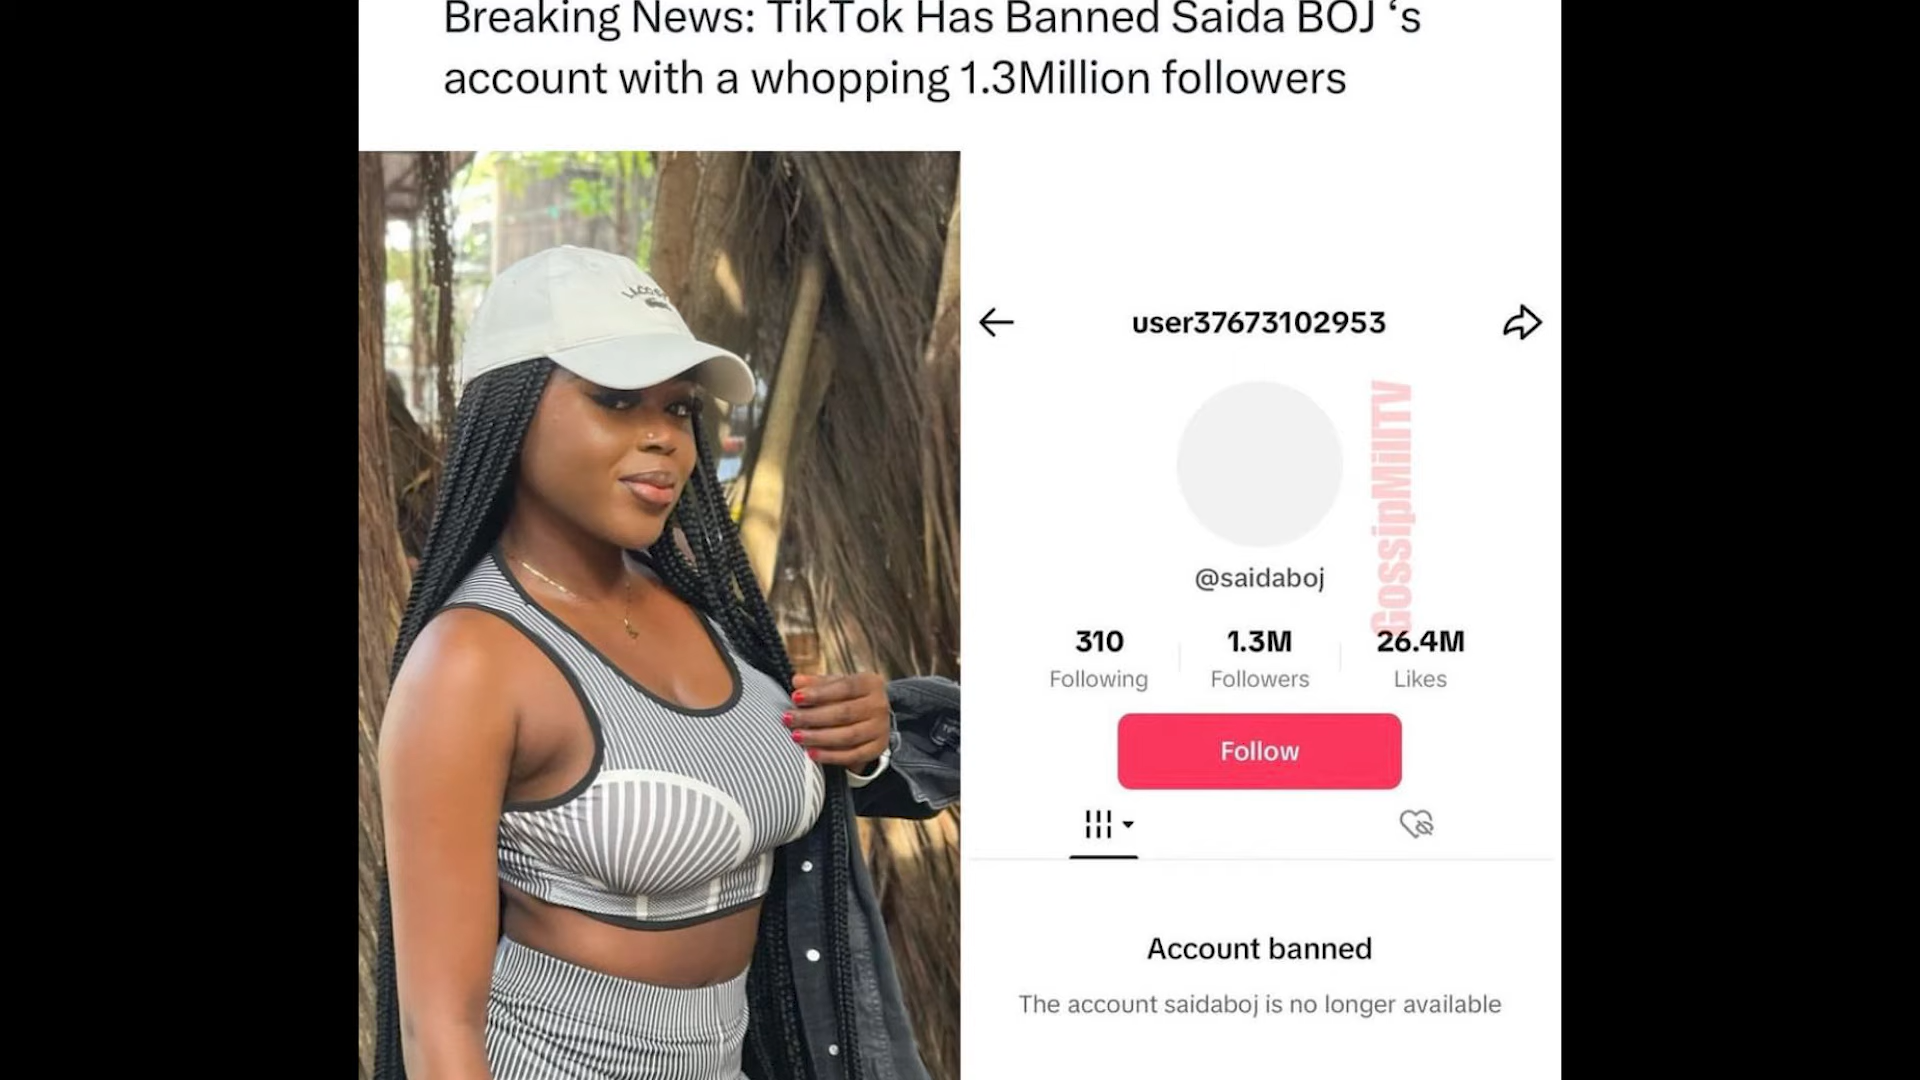 Breaking News: TikTok Has Banned Saida BOJ ‘s
account with a whopping 1.3Million followers
user37673102953
GossipMillTV
@saidaboj
310
1.3M
26.4M
Following
Followers
Likes
Follow
Account banned
The account saidaboj is no longer available